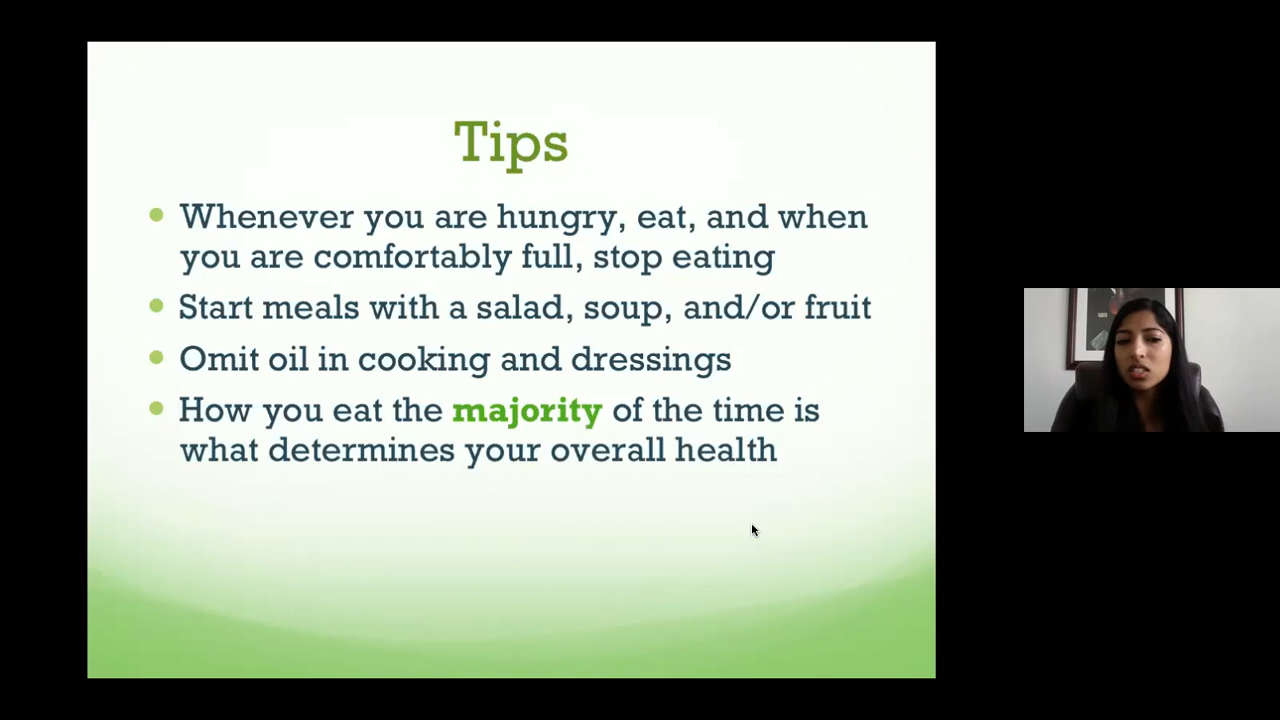 Tips
Whenever you are hungry, eat, and when
you are comfortably full, stop eating
Start meals with a salad, soup, and/or fruit
Omit oil in cooking and dressings
How you eat the majority of the time is
what determines your overall health